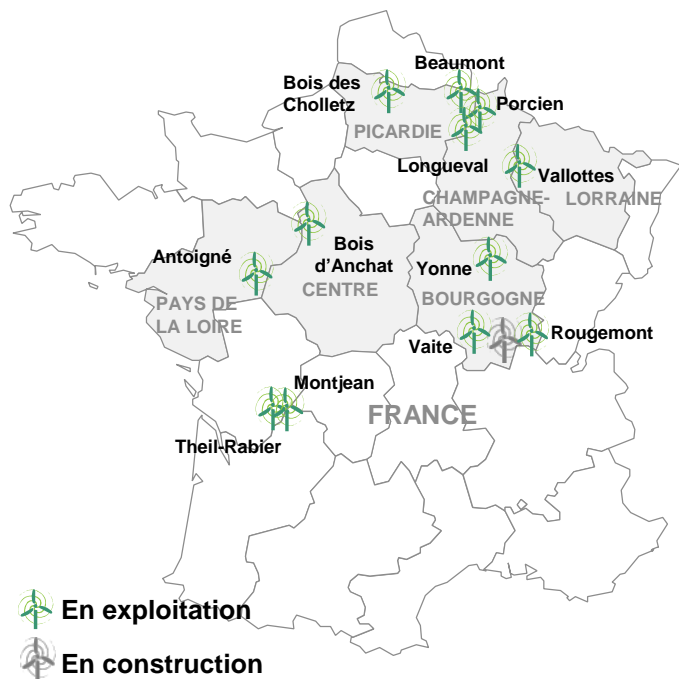 Beaumont
Bois des
Cholletz
Porcien
PICARDIE
Longueval
Vallottes
CHAMPAGNE-
ARDENNE
LORRAINE
Antoigné
Bois
d’Anchat
CENTRE
Yonne
BOURGOGNE
PAYS DE
LA LOIRE
Vaite
Rougemont
Montjean
FRANCE
Theil-Rabier
En exploitation
En construction